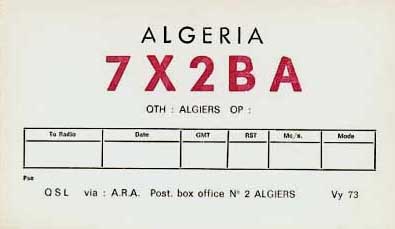 ALGERIA
7X2BA
QTH : ALGIERS OP :
To Radio Date GMT RST Mc/s. Mode
Pse
QSL via : A.R.A. Post. box office N° 2 ALGIERS Vy 73